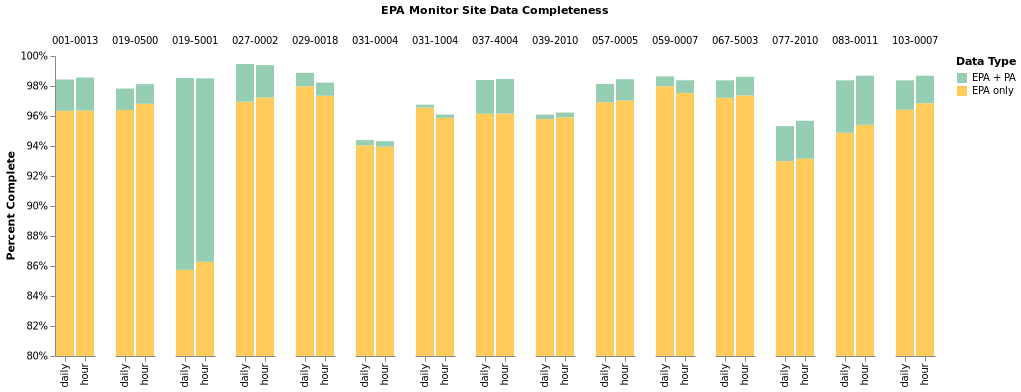 EPA Monitor Site Data Completeness
001-0013 019-0500 019-5001 027-0002 029-0018 031-0004 031-1004 037-4004 039-2010 057-0005 059-0007 067-5003 077-2010 083-0011 103-0007
100%
98%
96%
94%
92%
90%
88%
86%
84%
82%
80%
Percent Complete
daily hour daily hour daily hour daily hour daily hour daily hour daily hour daily hour daily hour daily hour daily hour daily hour daily hour daily hour daily hour
Data Type
EPA + PA
EPA only